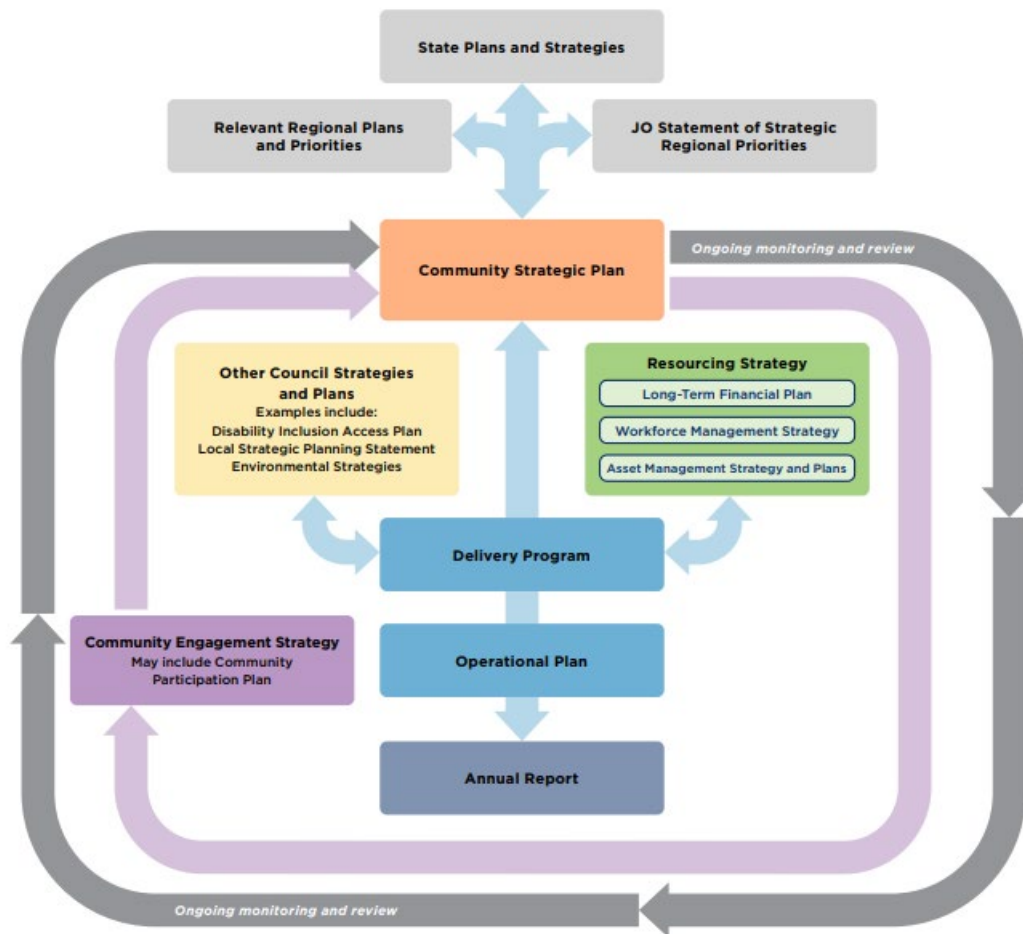 State Plans and Strategies
Relevant Regional Plans
and Priorities
JO Statement of Strategic
Regional Priorities
Community Strategic Plan
Ongoing monitoring and review
Other Council Strategies
and Plans
Examples include:
Disability Inclusion Access Plan
Local Strategic Planning Statement
Environmental Strategies
Resourcing Strategy
Long-Term Financial Plan
Workforce Management Strategy
Asset Management Strategy and Plans
Delivery Program
Community Engagement Strategy
May include Community
Participation Plan
Operational Plan
Annual Report
Ongoing monitoring and review